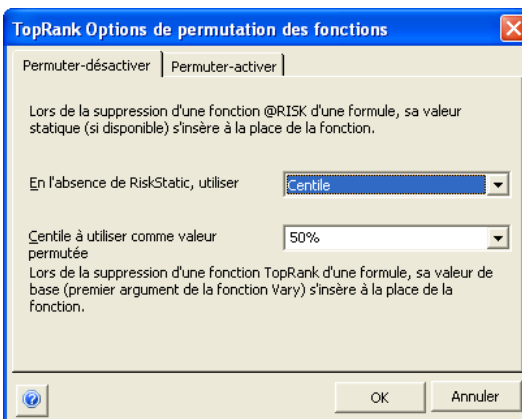 TopRank Options de permutation des fonctions
Permuter-désactiver Permuter-activer
Lors de la suppression d'une fonction @RISK d'une formule, sa valeur
statique (si disponible) s'insère à la place de la fonction.
En l'absence de RiskStatic, utiliser Centile
Centile à utiliser comme valeur 50%
permutée
Lors de la suppression d'une fonction TopRank d'une formule, sa valeur de
base (premier argument de la fonction Vary) s'insère à la place de la
fonction.
OK Annuler